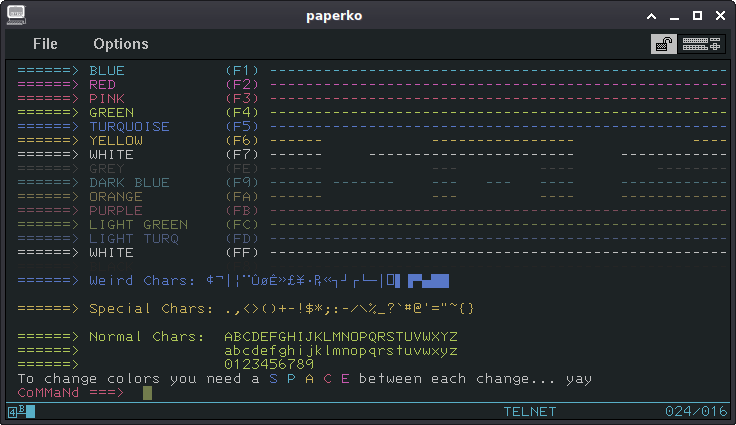 paperko
File Options
======> BLUE (F1) ---------------------------------------------------
======> RED (F2) ---------------------------------------------------
======> PINK (F3) ---------------------------------------------------
======> GREEN (F4) ---------------------------------------------------
======> TURQUOISE (F5) ---------------------------------------------------
======> YELLOW (F6) ------ ---------------- ----
======> WHITE (F7) ------ ---------------------- ------------
======> GREY (FE) --- ----
======> DARK BLUE (F9) --- ------- --- --- ---- ------------
======> ORANGE (FA) --- ---- ------------
======> PURPLE (FB) ---------------------------------------------------
======> LIGHT GREEN (FC) ---------------------------------------------------
======> LIGHT TURQ (FD) ---------------------------------------------------
======> WHITE (FF) ---------------------------------------------------
======> Weird Chars:
======> Special Chars: .,<>()+-!$*;:-/\%_?`#@'="~{}
======> Normal Chars: ABCDEFGHIJKLMNOPQRSTUVWXYZ
======> abcdefghijklmnopqrstuvwxyz
======> 0123456789
To change colors you need a S P A C E between each change... yay
CoMMaNd ===>
4 B TELNET 024/016